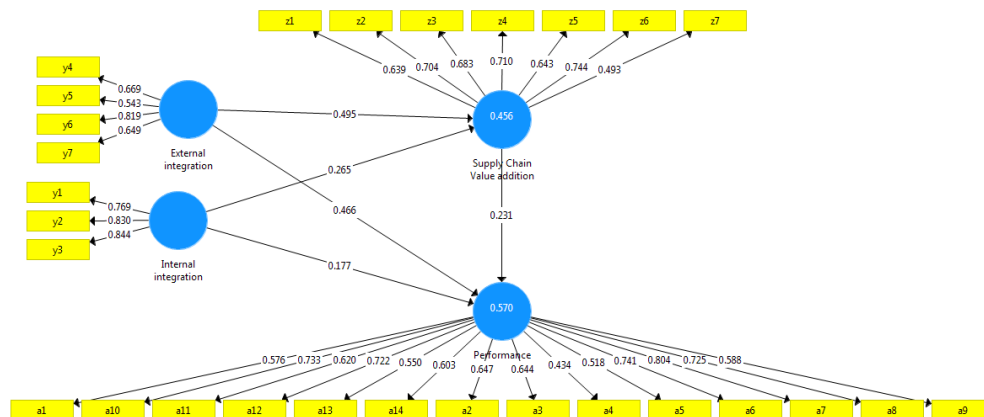 z1 z2 z3 z4 z5 z6 z7
0.639 0.704 0.683 0.710 0.643 0.744 0.493
y4
y5
y6
y7
0.669
0.543
0.819
0.649
External
integration
0.495
0.456
Supply Chain
Value addition
0.265
0.466
0.231
y1
y2
y3
0.769
0.830
0.844
Internal
integration
0.177
0.570
Performance
0.576 0.733 0.620 0.722 0.550 0.603 0.647 0.644 0.434 0.518 0.741 0.804 0.725 0.588
a1 a10 a11 a12 a13 a14 a2 a3 a4 a5 a6 a7 a8 a9